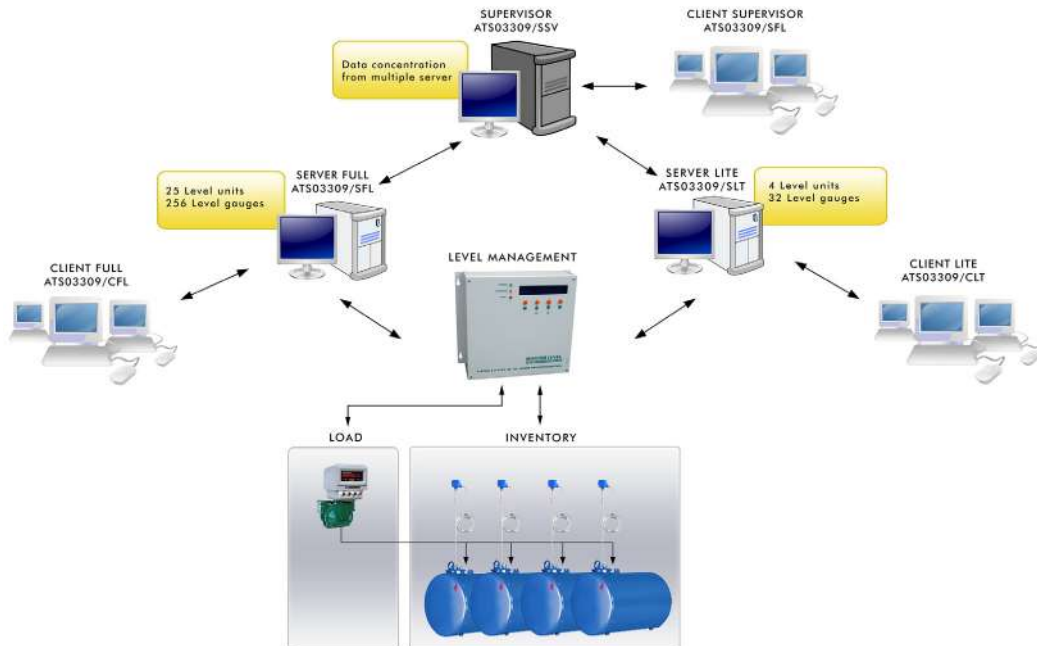 SUPERVISOR
ATS03309/SSV
CLIENT SUPERVISOR
ATS03309/SFL
Data concentration
from multiple server
SERVER FULL
ATS03309/SFL
25 Level units
256 Level gauges
SERVER LITE
ATS03309/SLT
4 Level units
32 Level gauges
CLIENT FULL
ATS03309/CFL
LEVEL MANAGEMENT
CLIENT LITE
ATS03309/CLT
LOAD
INVENTORY